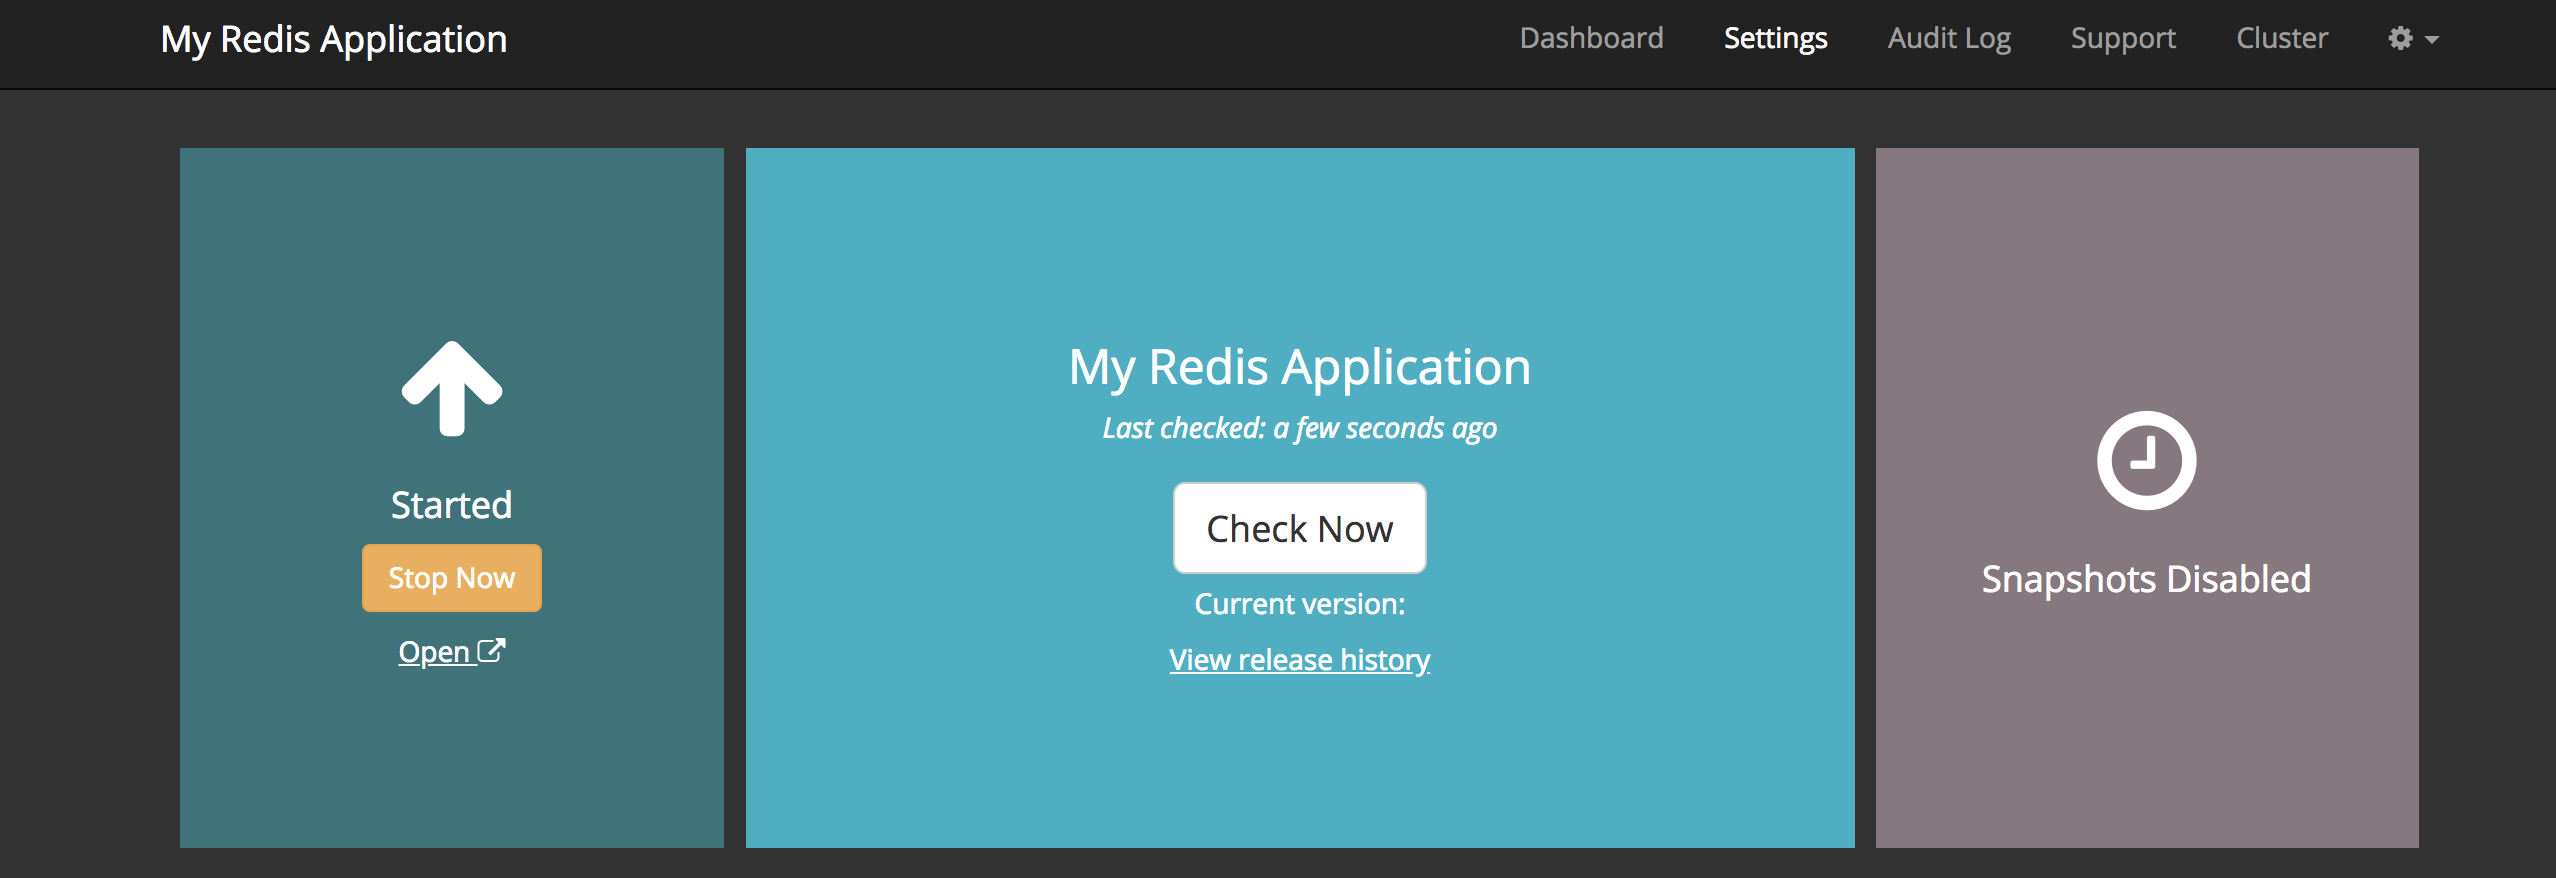 My Redis Application
Dashboard Settings Audit Log Support Cluster
Started
Stop Now
Open
My Redis Application
Last checked: a few seconds ago
Check Now
Current version:
View release history
Snapshots Disabled